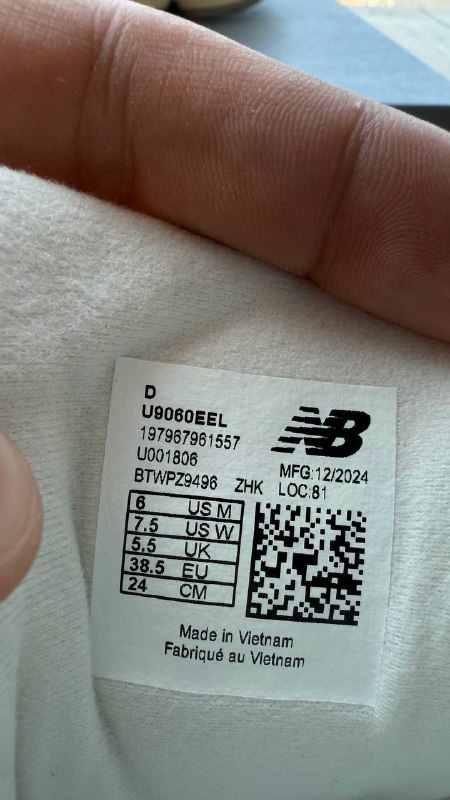 D
U9060EEL
197967961557
U001806
BTWPZ9496 ZHK
NB
MFG:12/2024
LOC:81
6 US M
7.5 US W
5.5 UK
38.5 EU
24 CM
Made in Vietnam
Fabriqué au Vietnam